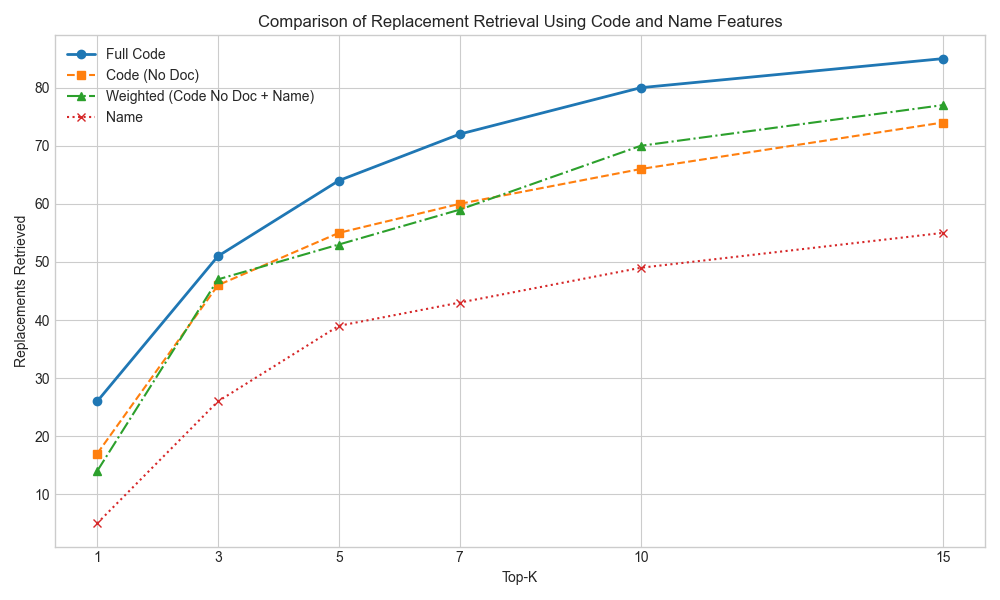 Comparison of Replacement Retrieval Using Code and Name Features
Full Code
Code (No Doc)
Weighted (Code No Doc + Name)
Name
Replacements Retrieved
80
70
60
50
40
30
20
10
1
3
5
7
10
15
Top-K